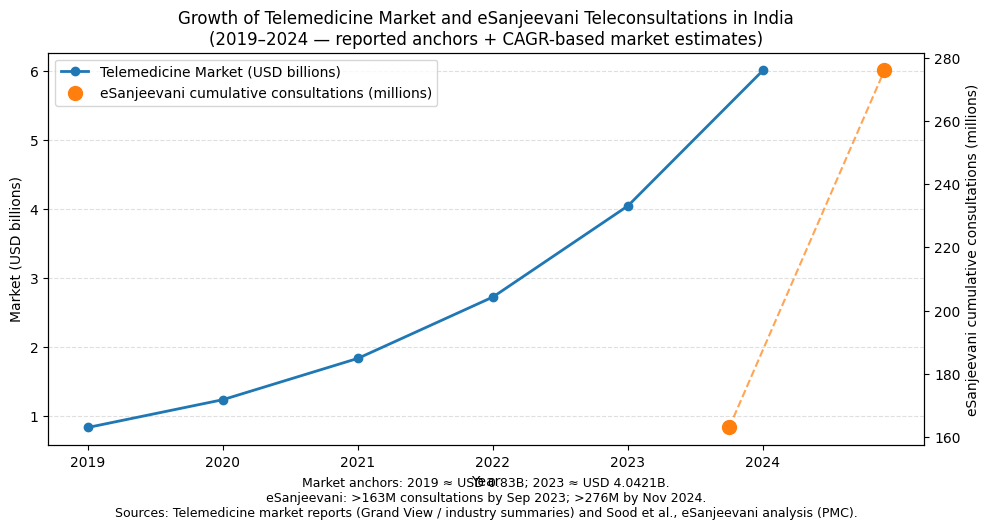 Growth of Telemedicine Market and eSanjeevani Teleconsultations in India
(2019–2024 — reported anchors + CAGR-based market estimates)
Telemedicine Market (USD billions)
eSanjeevani cumulative consultations (millions)
Market (USD billions)
6
5
4
3
2
1
280
260
240
220
200
180
160
eSanjeevani cumulative consultations (millions)
2019
2020
2021
2022
2023
2024
Year
Market anchors: 2019 ≈ USD 0.83B; 2023 ≈ USD 4.0421B.
eSanjeevani: >163M consultations by Sep 2023; >276M by Nov 2024.
Sources: Telemedicine market reports (Grand View / industry summaries) and Sood et al., eSanjeevani analysis (PMC).